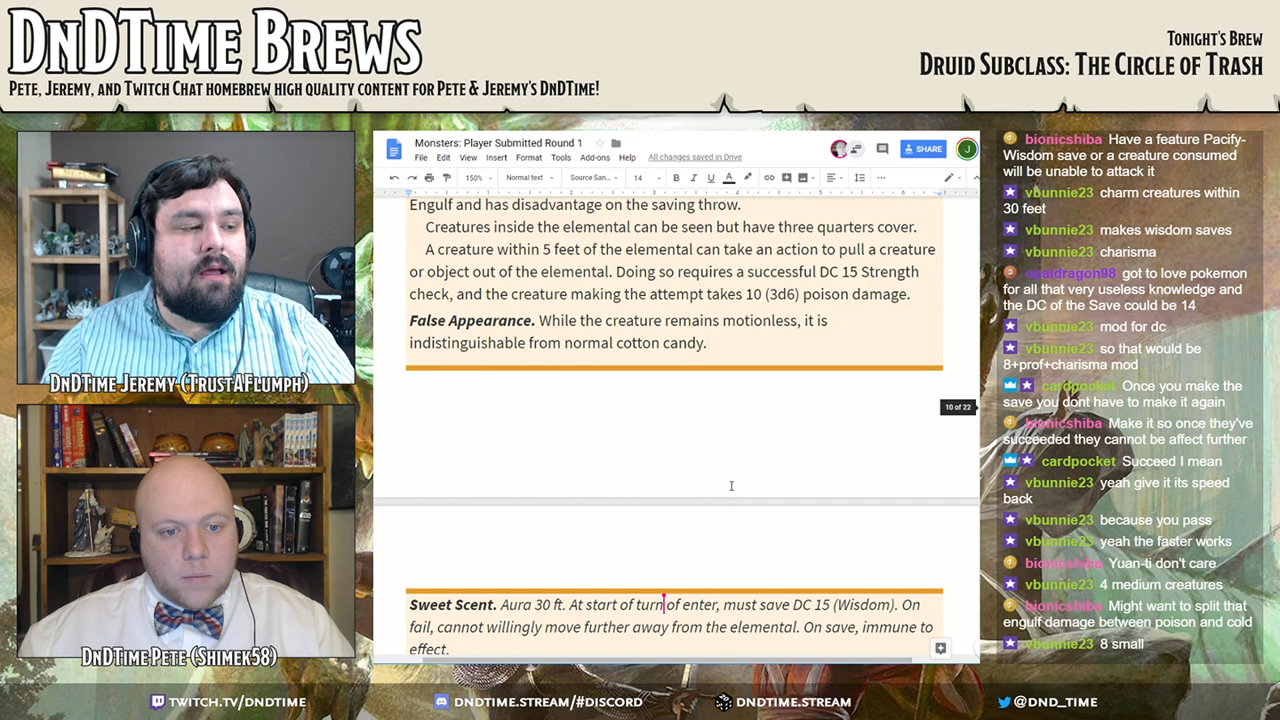 DnDTime Brews
Pete, Jeremy, and Twitch Chat homebrew high quality content for Pete & Jeremy's DnDTime!
Tonight's Brew
Druid Subclass: The Circle of Trash
DnDTime Jeremy (TrustAFlumph)
DnDTime Pete (Shimek58)
Monsters: Player Submitted Round 1
File Edit View Insert Format Tools Add-ons Help All changes saved in Drive
SHARE
J
150% Normal text Source San... 14 B I U A
Engulf and has disadvantage on the saving throw.
Creatures inside the elemental can be seen but have three quarters cover.
A creature within 5 feet of the elemental can take an action to pull a creature
or object out of the elemental. Doing so requires a successful DC 15 Strength
check, and the creature making the attempt takes 10 (3d6) poison damage.
False Appearance. While the creature remains motionless, it is
indistinguishable from normal cotton candy.
10 of 22
Sweet Scent. Aura 30 ft. At start of turn of enter, must save DC 15 (Wisdom). On
fail, cannot willingly move further away from the elemental. On save, immune to
effect.
bionicshiba Have a feature Pacify-
Wisdom save or a creature consumed
will be unable to attack it
vbunnie23 charm creatures within
30 feet
vbunnie23 makes wisdom saves
vbunnie23 charisma
got to love pokemon
for all that very useless knowledge and
the DC of the Save could be 14
vbunnie23 mod for dc
vbunnie23 so that would be
8+prof+charisma mod
cardpocket Once you make the
save you dont have to make it again
bionicshiba Make it so once they've
succeeded they cannot be affect further
cardpocket Succeed I mean
vbunnie23 yeah give it its speed
back
vbunnie23 because you pass
vbunnie23 yeah the faster works
bionicshiba Yuan-ti don't care
vbunnie23 4 medium creatures
bionicshiba Might want to split that
engulf damage between poison and cold
vbunnie23 8 small
twitch.tv/dndtime
dndtime.stream/#discord
dndtime.stream
@dnd_time